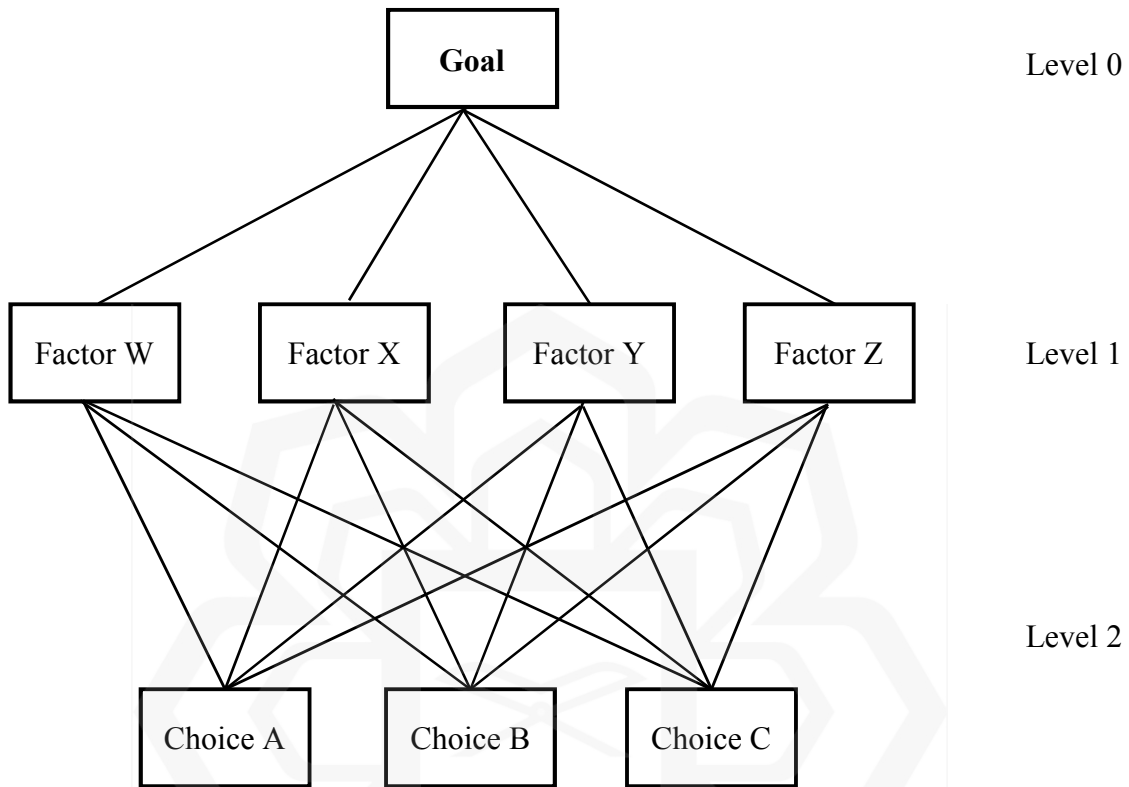 Goal
Level 0
Factor W
Factor X
Factor Y
Factor Z
Level 1
Level 2
Choice A
Choice B
Choice C